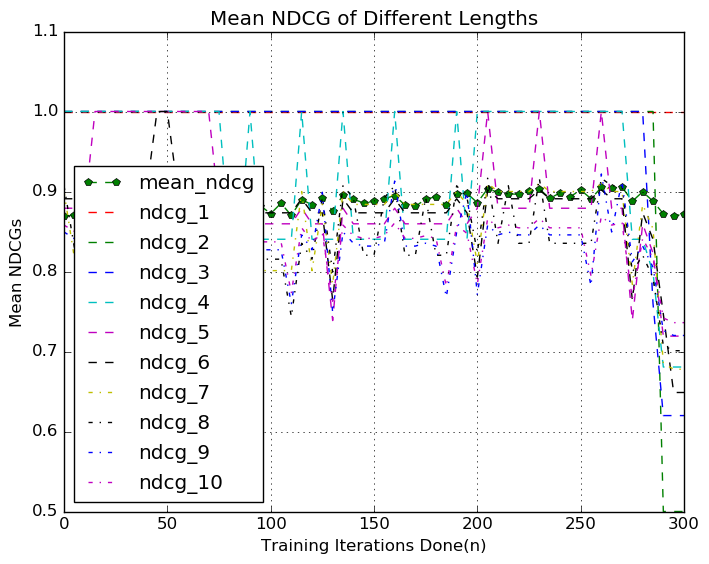 Mean NDCG of Different Lengths
Mean NDCGs
1.1
1.0
0.9
0.8
0.7
0.6
0.5
mean_ndcg
ndcg_1
ndcg_2
ndcg_3
ndcg_4
ndcg_5
ndcg_6
ndcg_7
ndcg_8
ndcg_9
ndcg_10
0 50 100 150 200 250 300
Training Iterations Done(n)